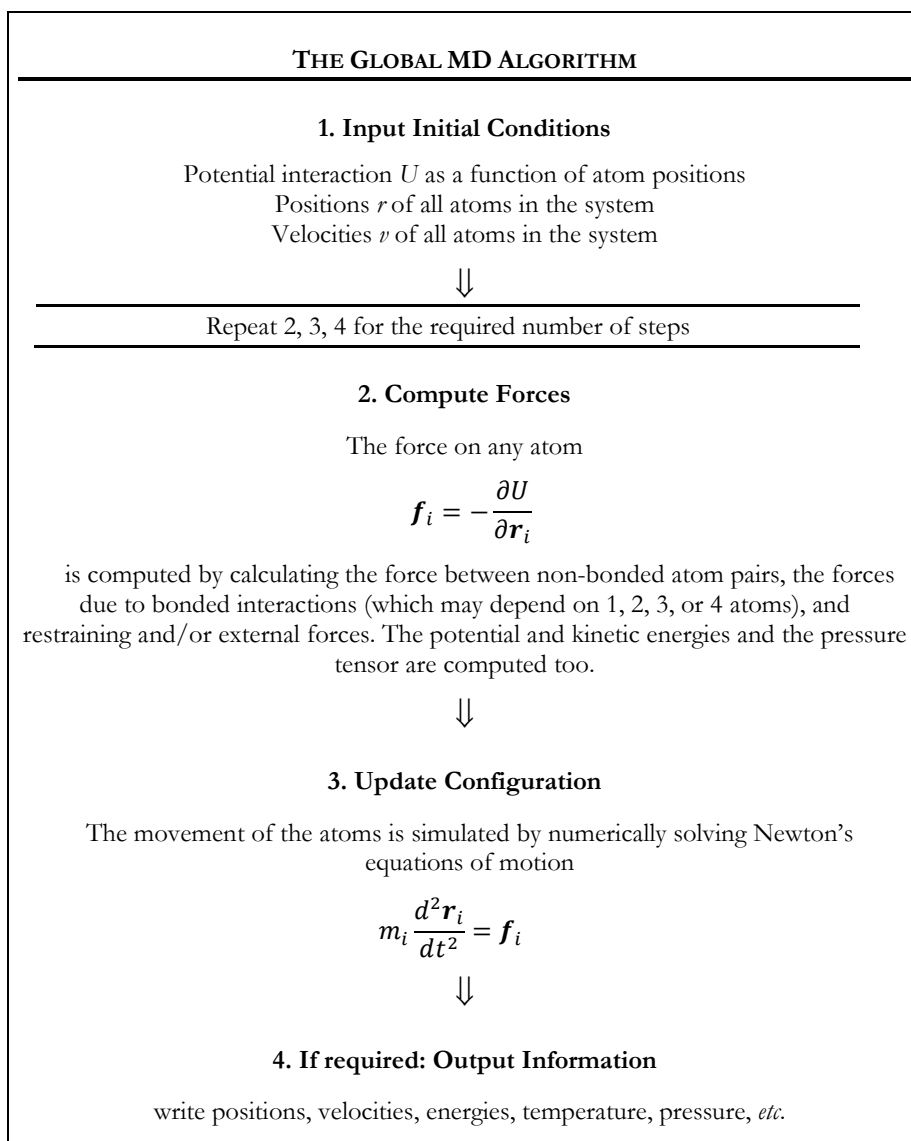 THE GLOBAL MD ALGORITHM
1. Input Initial Conditions
Potential interaction U as a function of atom positions
Positions r of all atoms in the system
Velocities v of all atoms in the system
⇓
Repeat 2, 3, 4 for the required number of steps
2. Compute Forces
The force on any atom
𝒇ᵢ = − ∂U/∂𝒓ᵢ
is computed by calculating the force between non-bonded atom pairs, the forces
due to bonded interactions (which may depend on 1, 2, 3, or 4 atoms), and
restraining and/or external forces. The potential and kinetic energies and the pressure
tensor are computed too.
⇓
3. Update Configuration
The movement of the atoms is simulated by numerically solving Newton’s
equations of motion
mᵢ d²𝒓ᵢ/dt² = 𝒇ᵢ
⇓
4. If required: Output Information
write positions, velocities, energies, temperature, pressure, etc.